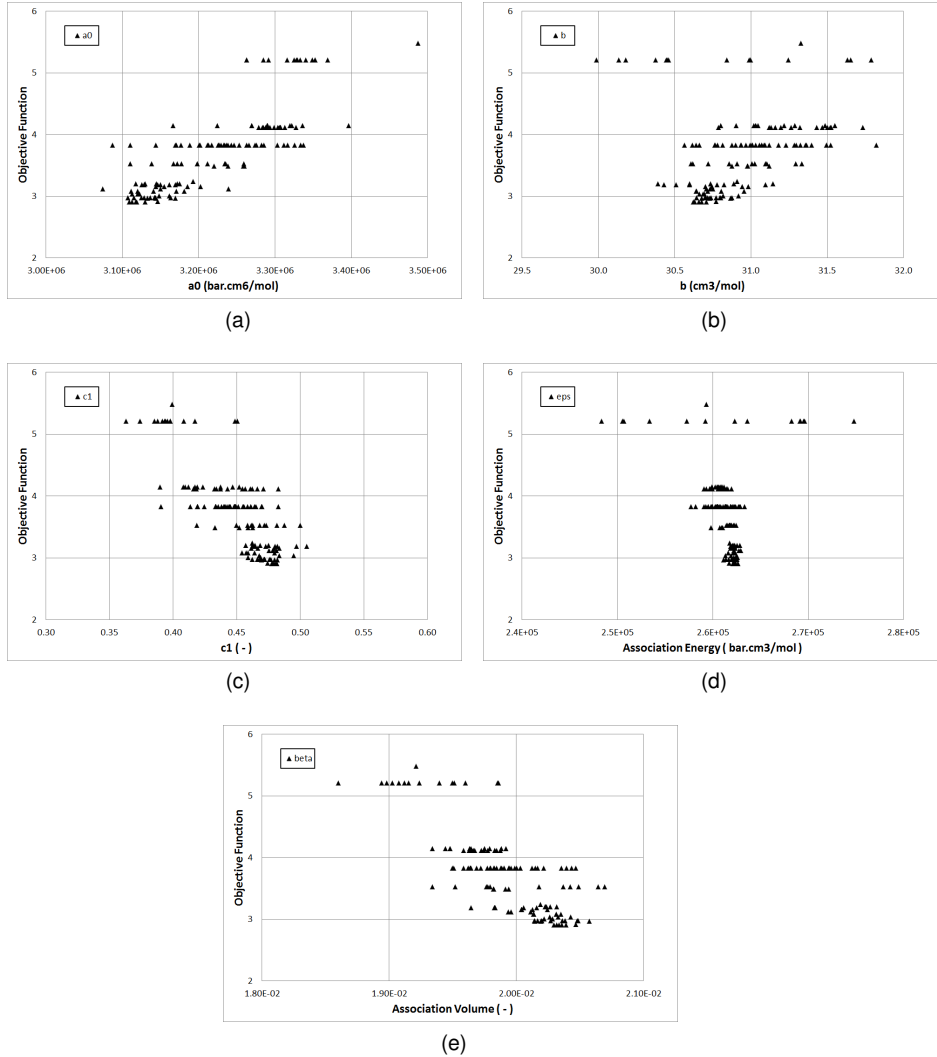 a0
Objective Function
6
5
4
3
2
3.00E+06 3.10E+06 3.20E+06 3.30E+06 3.40E+06 3.50E+06
a0 (bar.cm6/mol)
(a)
b
Objective Function
6
5
4
3
2
29.5 30.0 30.5 31.0 31.5 32.0
b (cm3/mol)
(b)
c1
Objective Function
6
5
4
3
2
0.30 0.35 0.40 0.45 0.50 0.55 0.60
c1 ( - )
(c)
eps
Objective Function
6
5
4
3
2
2.4E+05 2.5E+05 2.6E+05 2.7E+05 2.8E+05
Association Energy ( bar.cm3/mol )
(d)
beta
Objective Function
6
5
4
3
2
1.80E-02 1.90E-02 2.00E-02 2.10E-02
Association Volume ( - )
(e)